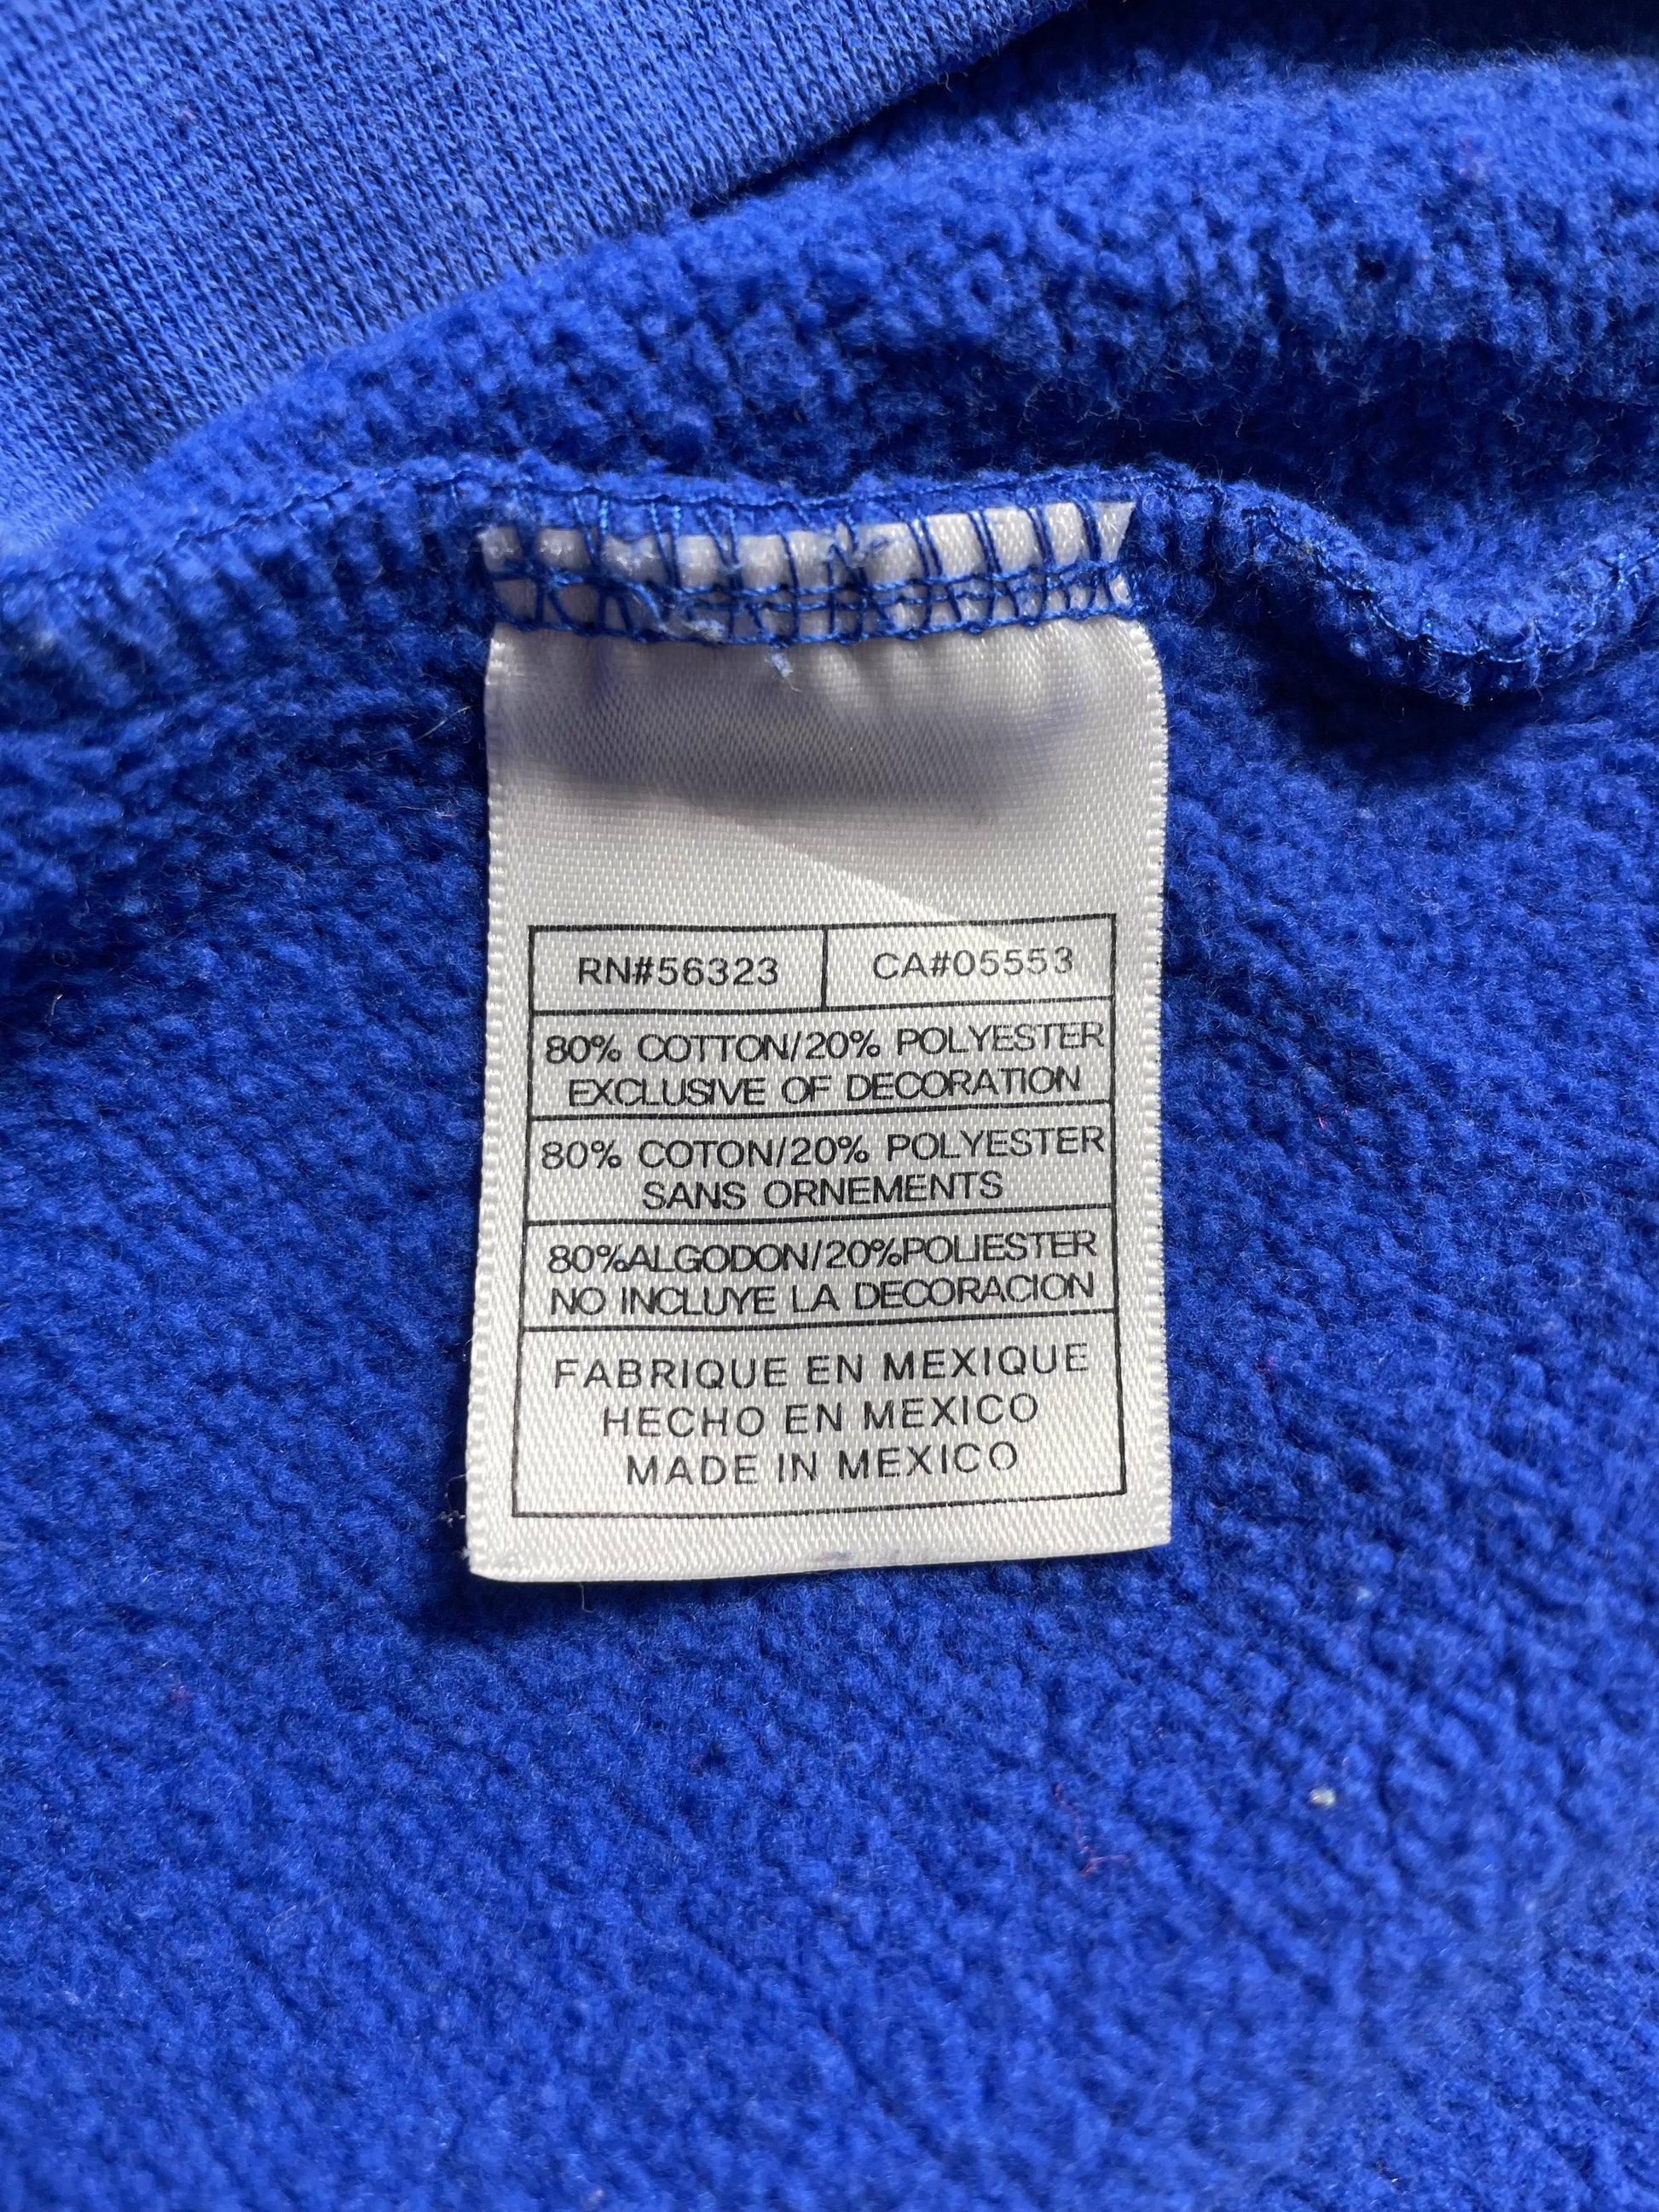 RN#56323 CA#05553
80% COTTON/20% POLYESTER
EXCLUSIVE OF DECORATION
80% COTON/20% POLYESTER
SANS ORNEMENTS
80%ALGODON/20%POLIESTER
NO INCLUYE LA DECORACION
FABRIQUE EN MEXIQUE
HECHO EN MEXICO
MADE IN MEXICO